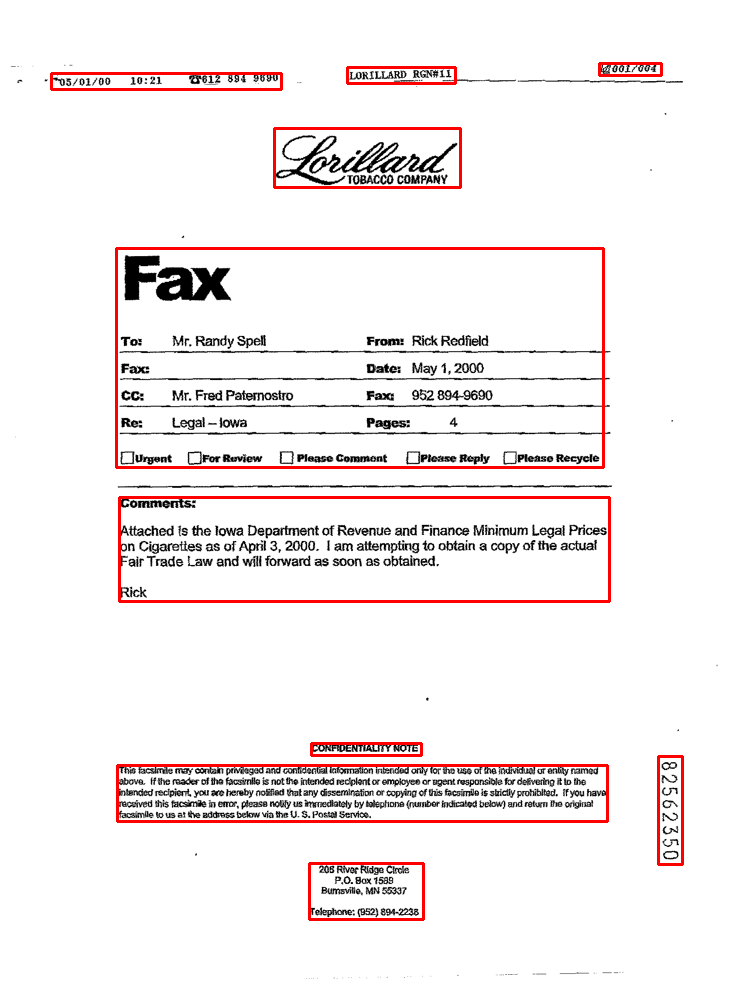 05/01/00 10:21 ☎612 894 9690 LORILLARD RGN#11 001/004
Lorillard
TOBACCO COMPANY
Fax
To: Mr. Randy Spell From: Rick Redfield
Fax: Date: May 1, 2000
CC: Mr. Fred Paternostro Fax: 952 894-9690
Re: Legal – Iowa Pages: 4
☐Urgent ☐For Review ☐ Please Comment ☐Please Reply ☐Please Recycle
Comments:
Attached is the Iowa Department of Revenue and Finance Minimum Legal Prices
on Cigarettes as of April 3, 2000. I am attempting to obtain a copy of the actual
Fair Trade Law and will forward as soon as obtained.
Rick
CONFIDENTIALITY NOTE
This facsimile may contain privileged and confidential information intended only for the use of the individual or entity named
above. If the reader of the facsimile is not the intended recipient or employee or agent responsible for delivering it to the
intended recipient, you are hereby notified that any dissemination or copying of this facsimile is strictly prohibited. If you have
received this facsimile in error, please notify us immediately by telephone (number indicated below) and return the original
facsimile to us at the address below via the U. S. Postal Service.
82562350
206 River Ridge Circle
P.O. Box 1569
Burnsville, MN 55337
Telephone: (952) 894-2238